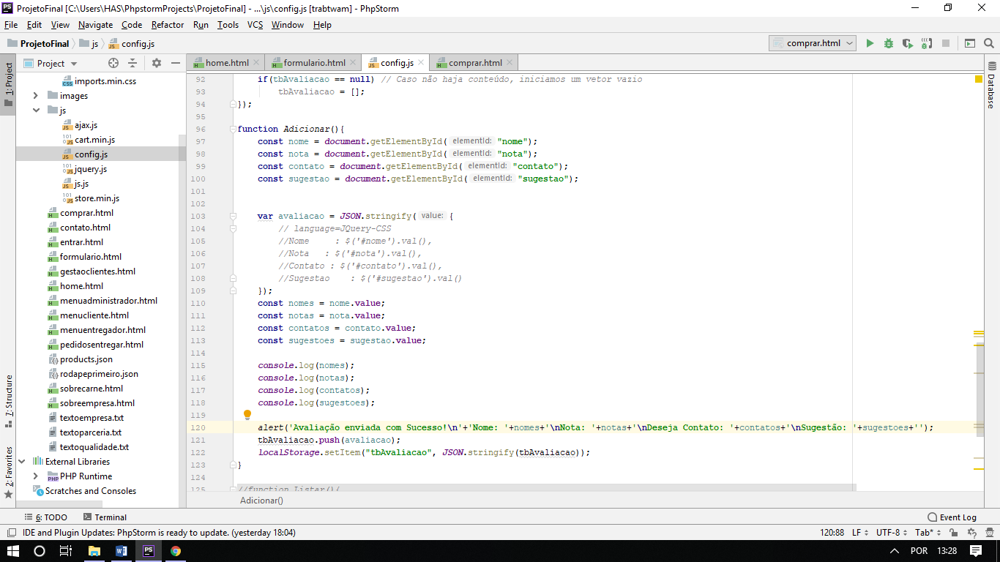 ProjetoFinal [C:\Users\HAS\PhpstormProjects\ProjetoFinal] - ...\js\config.js [trabtwam] - PhpStorm
File Edit View Navigate Code Refactor Run Tools VCS Window Help
ProjetoFinal js config.js comprar.html
1: Project
Project
home.html formulario.html config.js comprar.html
imports.min.css
images
js
ajax.js
cart.min.js
config.js
jquery.js
js.js
store.min.js
comprar.html
contato.html
entrar.html
formulario.html
gestaoclientes.html
home.html
menuadministrador.html
menucliente.html
menuentregador.html
pedidosentregar.html
products.json
rodapeprimeiro.json
sobrecarne.html
sobreempresa.html
textoempresa.txt
textoparceria.txt
textoqualidade.txt
External Libraries
PHP Runtime
Scratches and Consoles
7: Structure
2: Favorites
92 if(tbAvaliacao == null) // Caso não haja conteúdo, iniciamos um vetor vazio
93 tbAvaliacao = [];
94 });
95
96 function Adicionar(){
97 const nome = document.getElementById( elementId: "nome");
98 const nota = document.getElementById( elementId: "nota");
99 const contato = document.getElementById( elementId: "contato");
100 const sugestao = document.getElementById( elementId: "sugestao");
101
102
103 var avaliacao = JSON.stringify( value: {
104 // language=JQuery-CSS
105 //Nome : $('#nome').val(),
106 //Nota : $('#nota').val(),
107 //Contato : $('#contato').val(),
108 //Sugestao : $('#sugestao').val()
109 });
110 const nomes = nome.value;
111 const notas = nota.value;
112 const contatos = contato.value;
113 const sugestoes = sugestao.value;
114
115 console.log(nomes);
116 console.log(notas);
117 console.log(contatos);
118 console.log(sugestoes);
119
120 alert('Avaliação enviada com Sucesso!\n'+'Nome: '+nomes+'\nNota: '+notas+'\nDeseja Contato: '+contatos+'\nSugestão: '+sugestoes+'');
121 tbAvaliacao.push(avaliacao);
122 localStorage.setItem("tbAvaliacao", JSON.stringify(tbAvaliacao));
123 }
124
125 //function Listar(){
Adicionar()
Database
6: TODO Terminal Event Log
IDE and Plugin Updates: PhpStorm is ready to update. (yesterday 18:04) 120:88 LF UTF-8 Tab*
POR 13:28